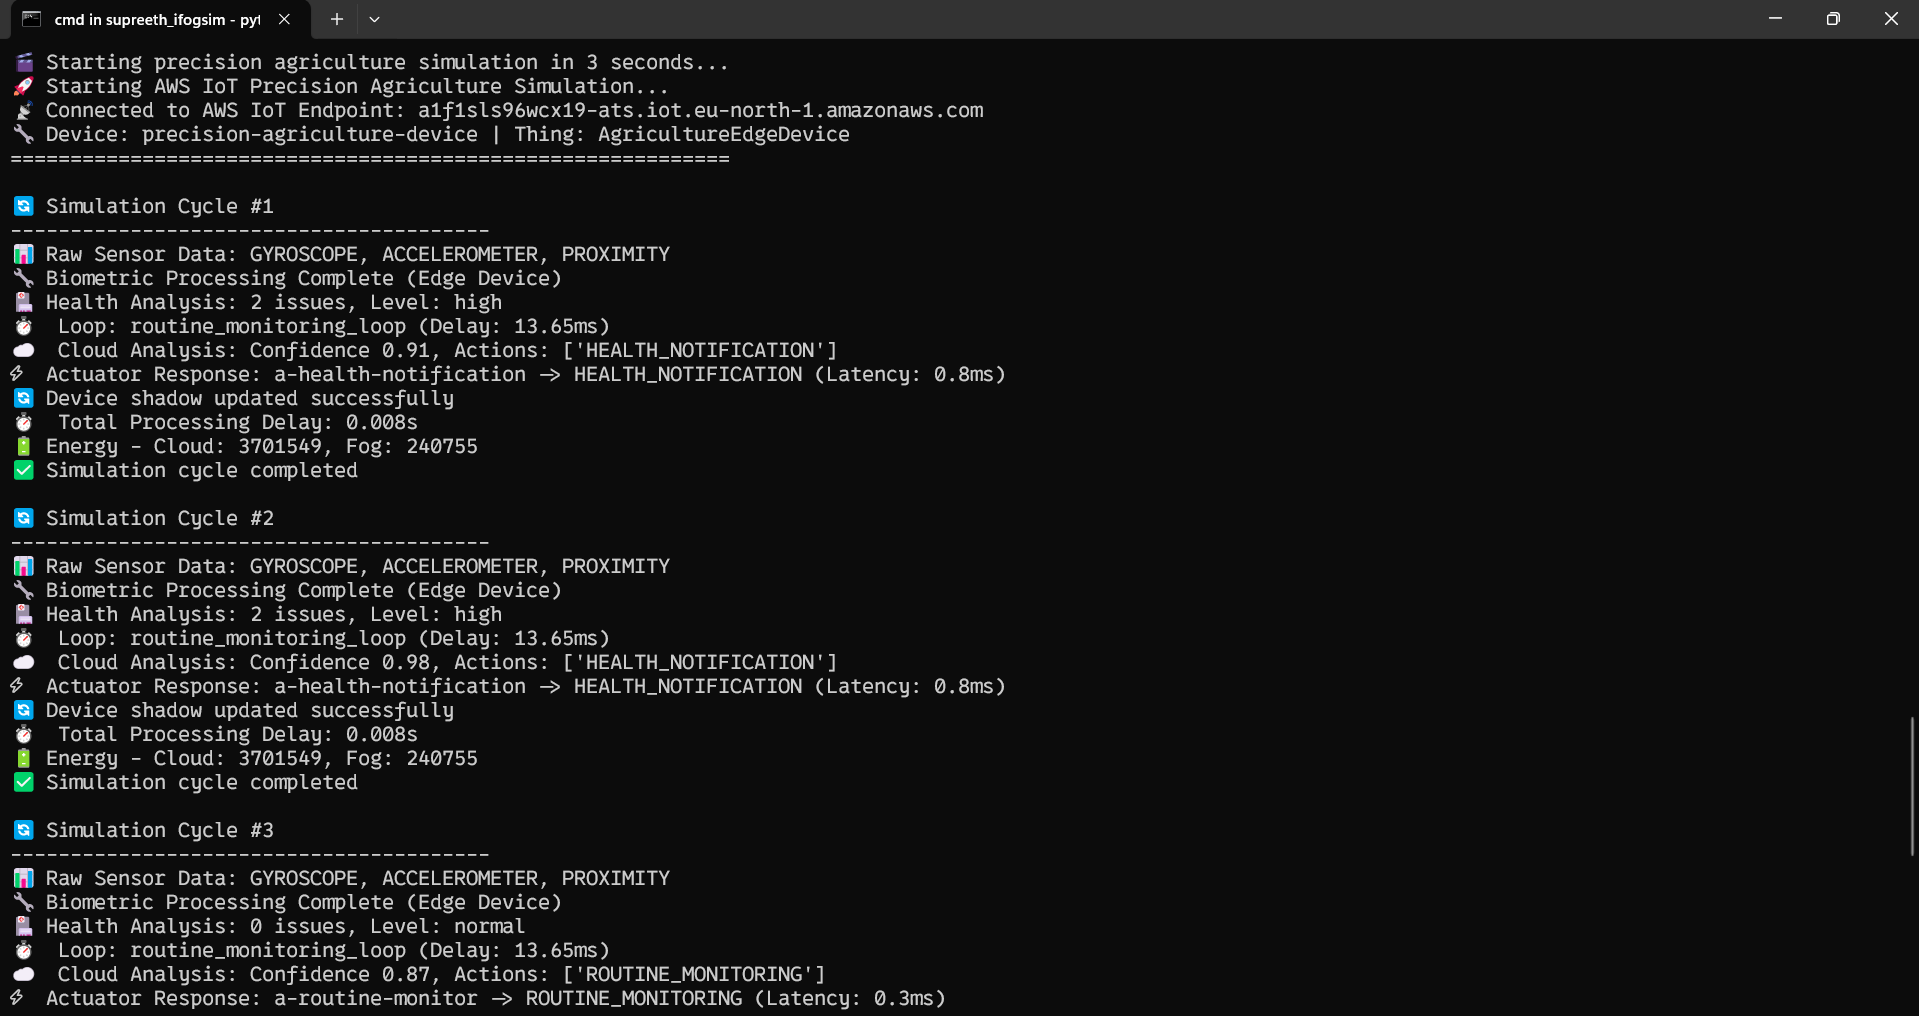 cmd in supreeth_ifogsim - pyt
Starting precision agriculture simulation in 3 seconds...
Starting AWS IoT Precision Agriculture Simulation...
Connected to AWS IoT Endpoint: a1f1sls96wcx19-ats.iot.eu-north-1.amazonaws.com
Device: precision-agriculture-device | Thing: AgricultureEdgeDevice
============================================================
Simulation Cycle #1
----------------------------------------
Raw Sensor Data: GYROSCOPE, ACCELEROMETER, PROXIMITY
Biometric Processing Complete (Edge Device)
Health Analysis: 2 issues, Level: high
Loop: routine_monitoring_loop (Delay: 13.65ms)
Cloud Analysis: Confidence 0.91, Actions: ['HEALTH_NOTIFICATION']
Actuator Response: a-health-notification -> HEALTH_NOTIFICATION (Latency: 0.8ms)
Device shadow updated successfully
Total Processing Delay: 0.008s
Energy - Cloud: 3701549, Fog: 240755
Simulation cycle completed
Simulation Cycle #2
----------------------------------------
Raw Sensor Data: GYROSCOPE, ACCELEROMETER, PROXIMITY
Biometric Processing Complete (Edge Device)
Health Analysis: 2 issues, Level: high
Loop: routine_monitoring_loop (Delay: 13.65ms)
Cloud Analysis: Confidence 0.98, Actions: ['HEALTH_NOTIFICATION']
Actuator Response: a-health-notification -> HEALTH_NOTIFICATION (Latency: 0.8ms)
Device shadow updated successfully
Total Processing Delay: 0.008s
Energy - Cloud: 3701549, Fog: 240755
Simulation cycle completed
Simulation Cycle #3
----------------------------------------
Raw Sensor Data: GYROSCOPE, ACCELEROMETER, PROXIMITY
Biometric Processing Complete (Edge Device)
Health Analysis: 0 issues, Level: normal
Loop: routine_monitoring_loop (Delay: 13.65ms)
Cloud Analysis: Confidence 0.87, Actions: ['ROUTINE_MONITORING']
Actuator Response: a-routine-monitor -> ROUTINE_MONITORING (Latency: 0.3ms)